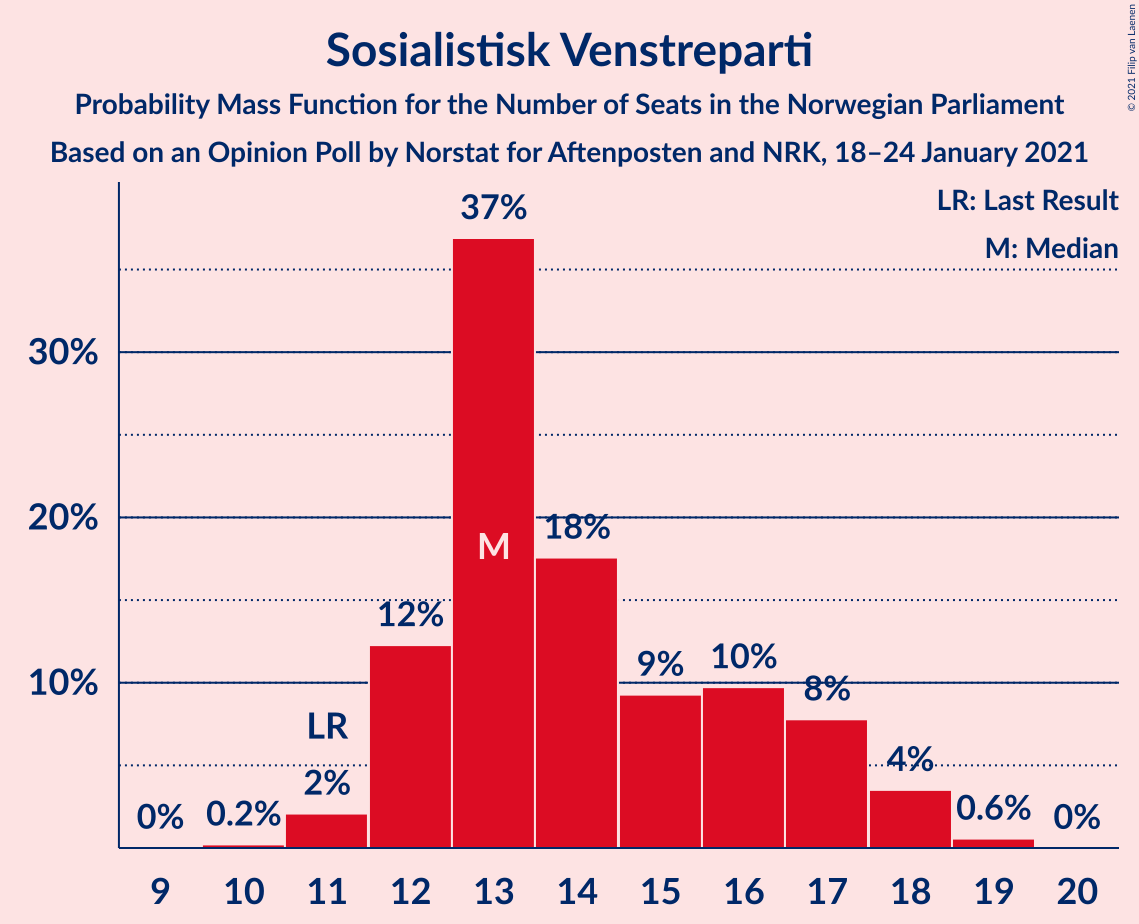 Sosialistisk Venstreparti
Probability Mass Function for the Number of Seats in the Norwegian Parliament
Based on an Opinion Poll by Norstat for Aftenposten and NRK, 18–24 January 2021
© 2021 Filip van Laenen
LR: Last Result
M: Median
37%
30%
20%
18%
M
12%
10%
9%
10%
8%
LR
4%
2%
0%
0.2%
0.6%
0%
9 10 11 12 13 14 15 16 17 18 19 20